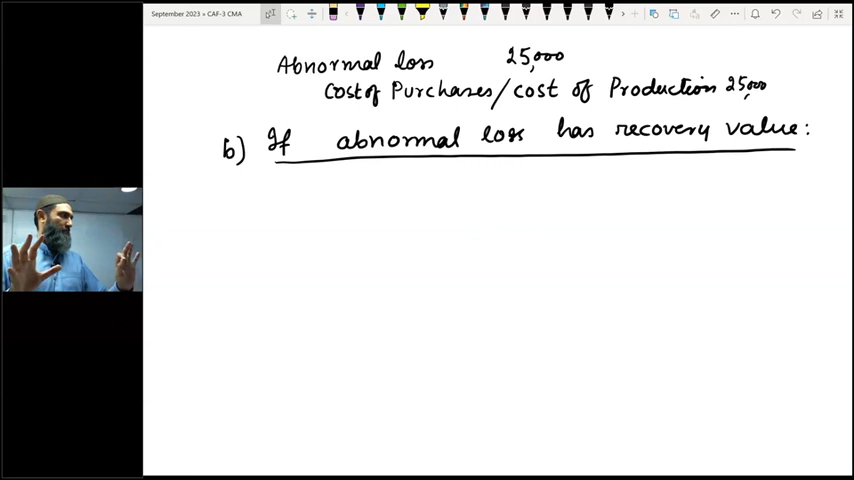 September 2023 » CAF-3 CMA
Abnormal loss 25,000
Cost of Purchases/cost of Production 25,000
b) If abnormal loss has recovery value: